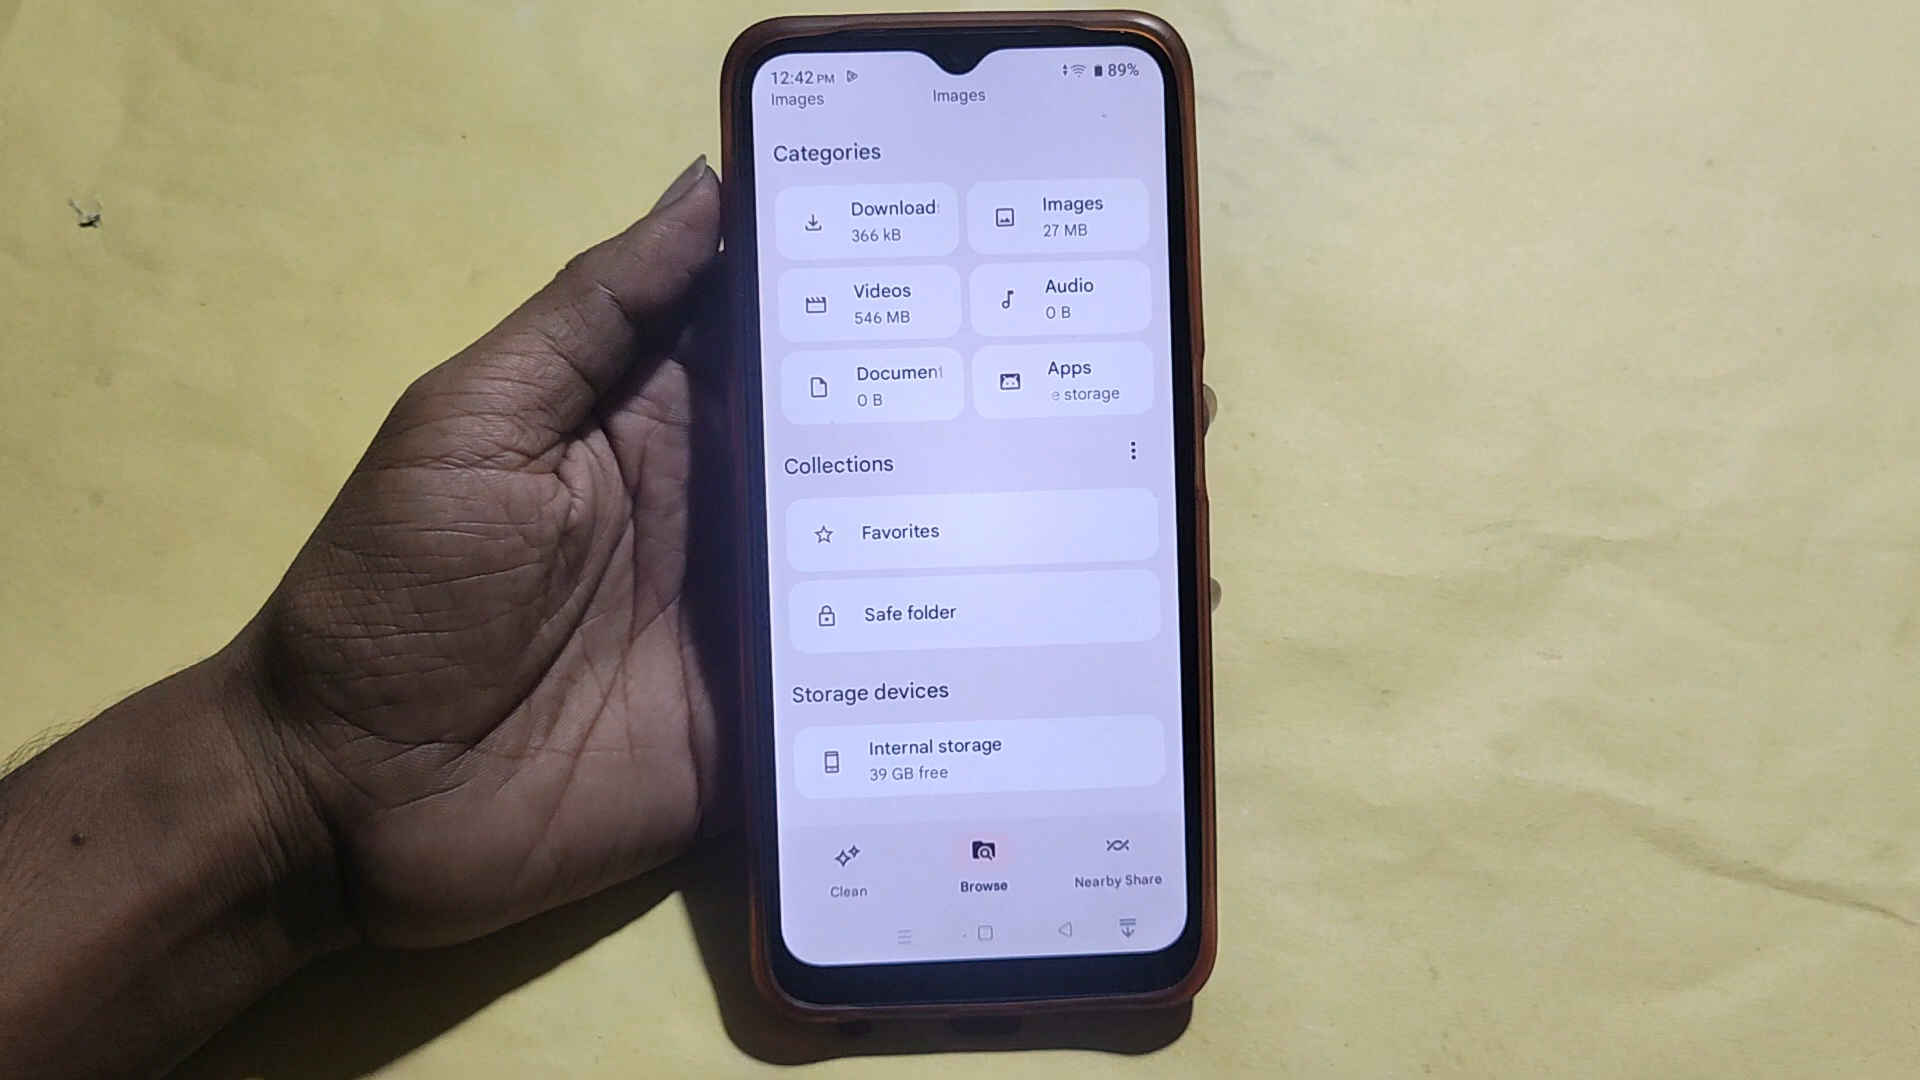 12:42 PM 89%
Images Images
Categories
Download
366 kB
Images
27 MB
Videos
546 MB
Audio
0 B
Document
0 B
Apps
e storage
Collections
Favorites
Safe folder
Storage devices
Internal storage
39 GB free
Clean
Browse
Nearby Share